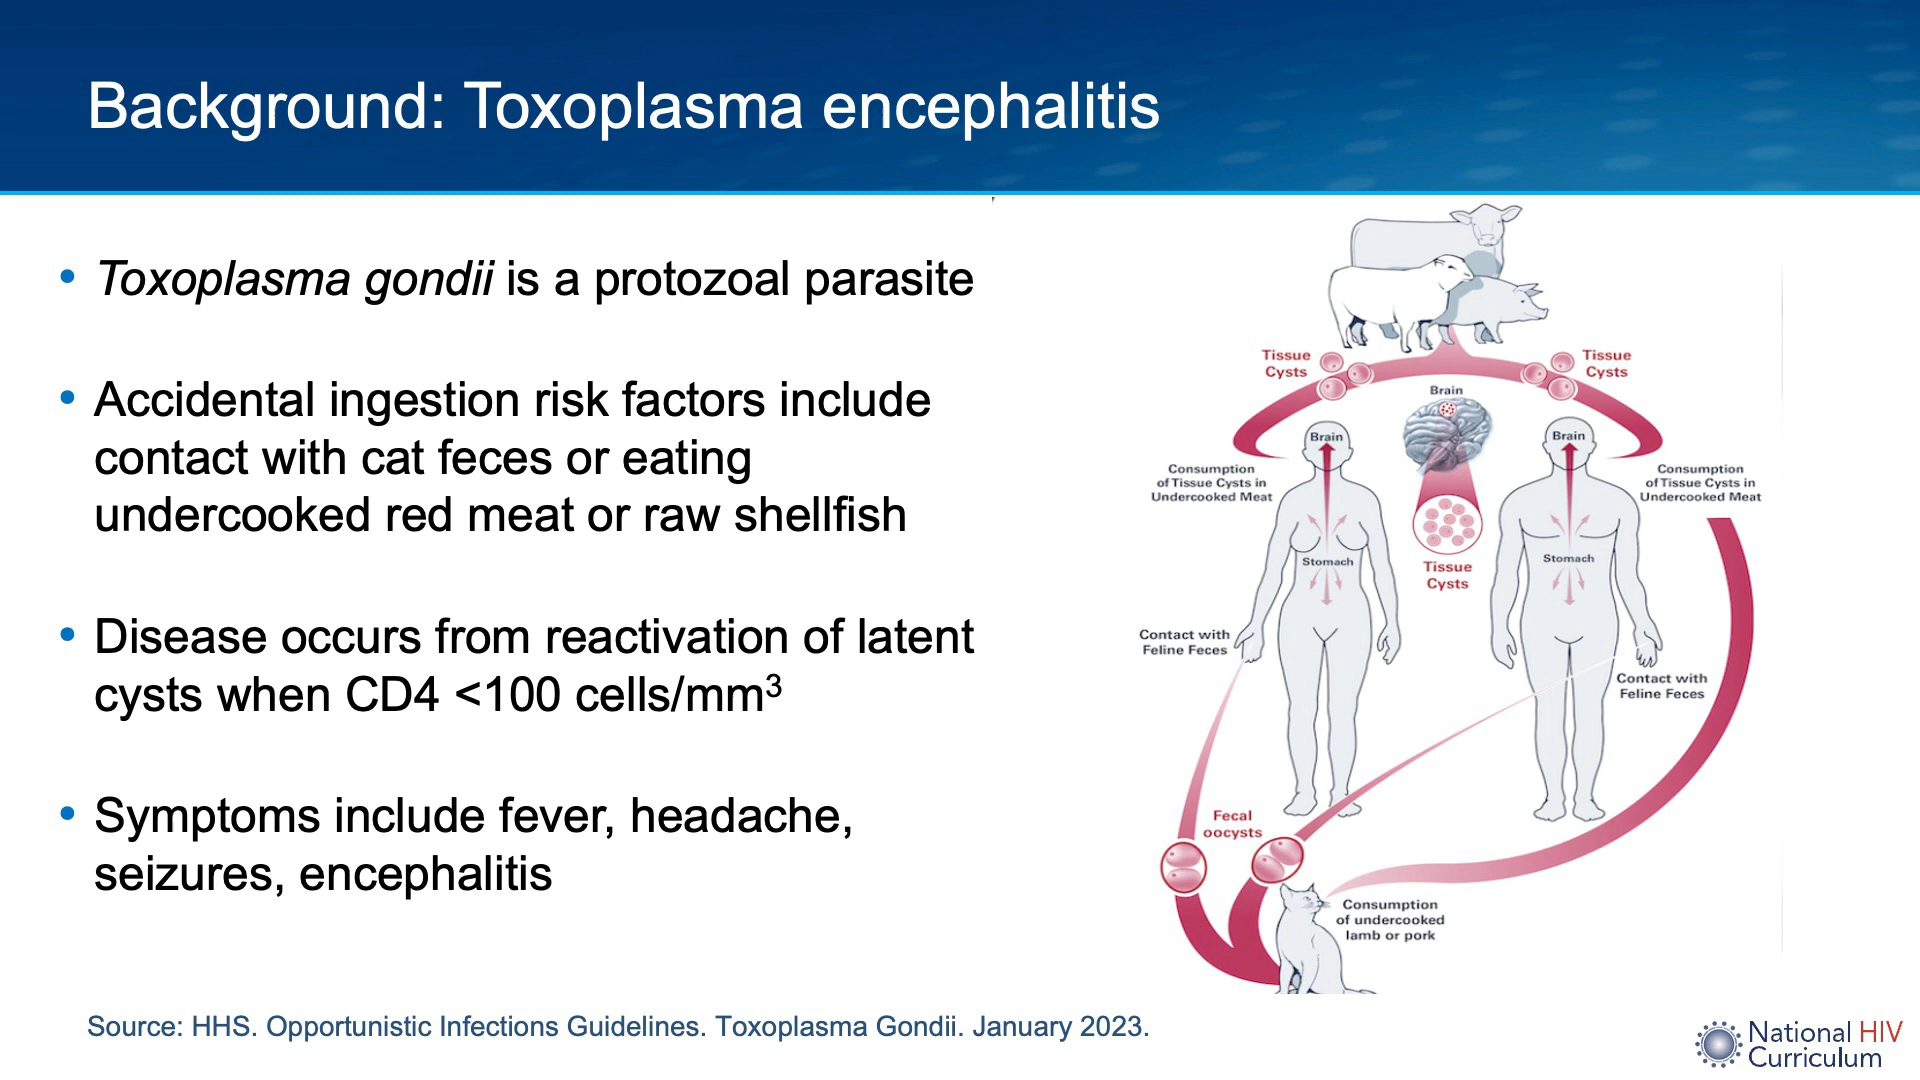 Background: Toxoplasma encephalitis
• Toxoplasma gondii is a protozoal parasite
• Accidental ingestion risk factors include
contact with cat feces or eating
undercooked red meat or raw shellfish
• Disease occurs from reactivation of latent
cysts when CD4 <100 cells/mm³
• Symptoms include fever, headache,
seizures, encephalitis
Tissue
Cysts
Tissue
Cysts
Brain
Brain
Brain
Consumption
of Tissue Cysts in
Undercooked Meat
Consumption
of Tissue Cysts in
Undercooked Meat
Stomach
Stomach
Tissue
Cysts
Contact with
Feline Feces
Contact with
Feline Feces
Fecal
oocysts
Consumption
of undercooked
lamb or pork
Source: HHS. Opportunistic Infections Guidelines. Toxoplasma Gondii. January 2023.
National HIV
Curriculum